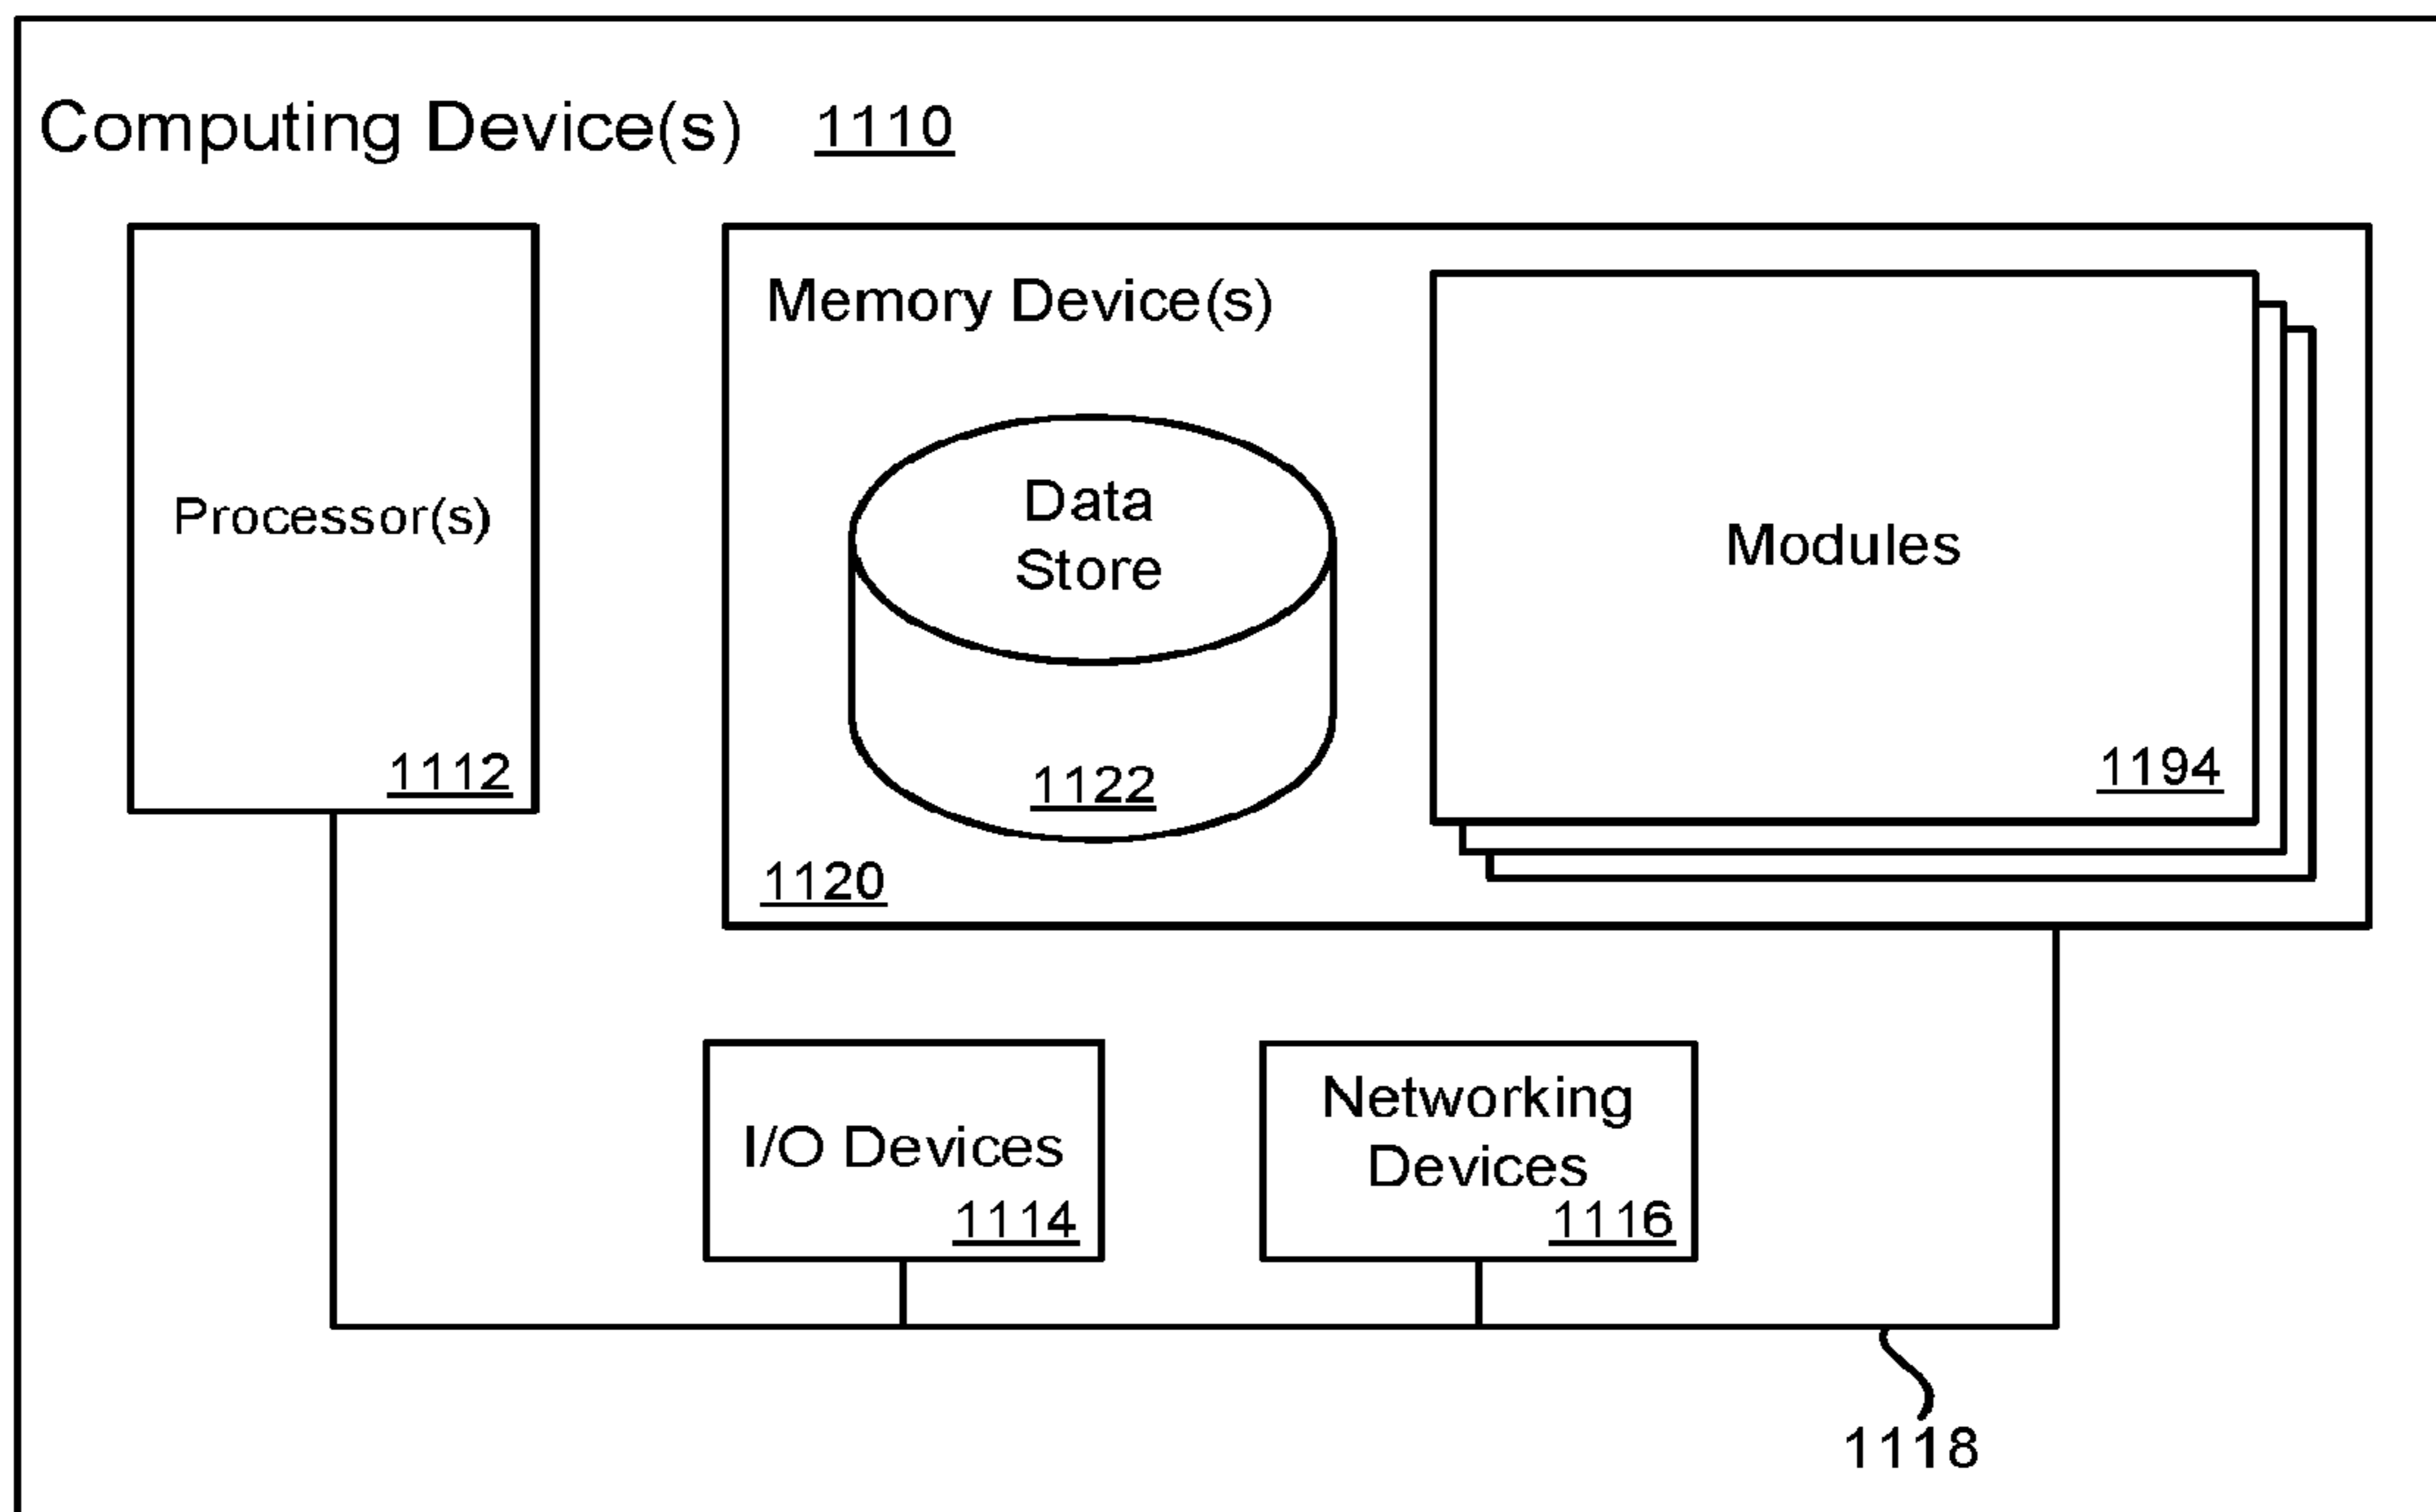 Computing Device(s) 1110
Processor(s)
1112
Memory Device(s)
Data
Store
1122
1120
Modules
1194
I/O Devices
1114
Networking
Devices
1116
1118